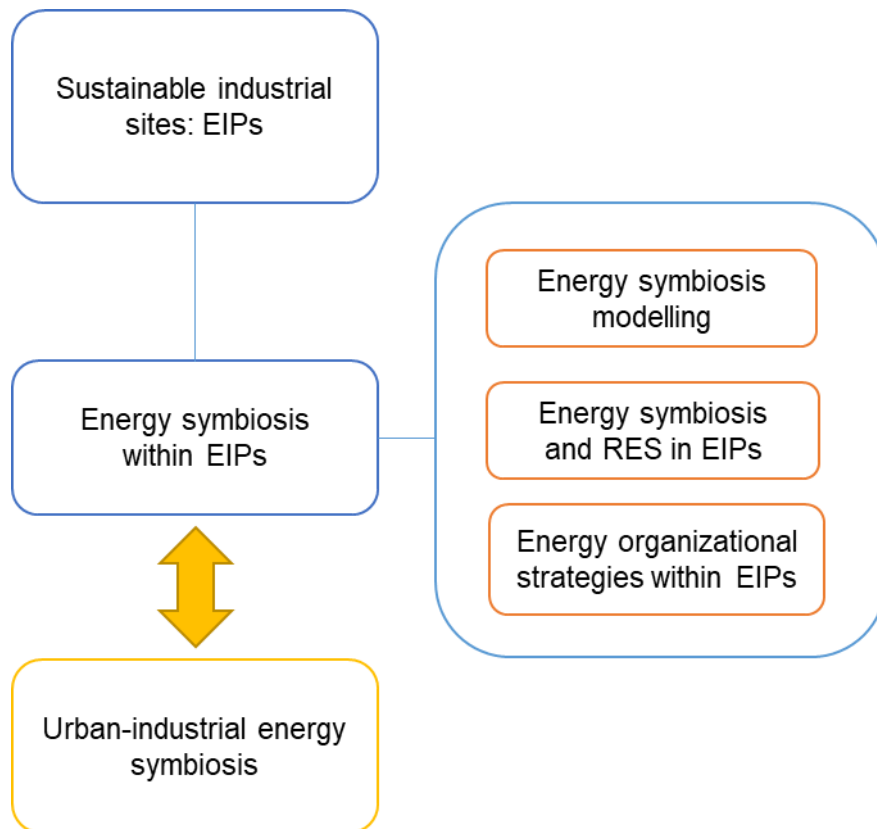 Sustainable industrial
sites: EIPs
Energy symbiosis
within EIPs
Energy symbiosis
modelling
Energy symbiosis
and RES in EIPs
Energy organizational
strategies within EIPs
Urban-industrial energy
symbiosis